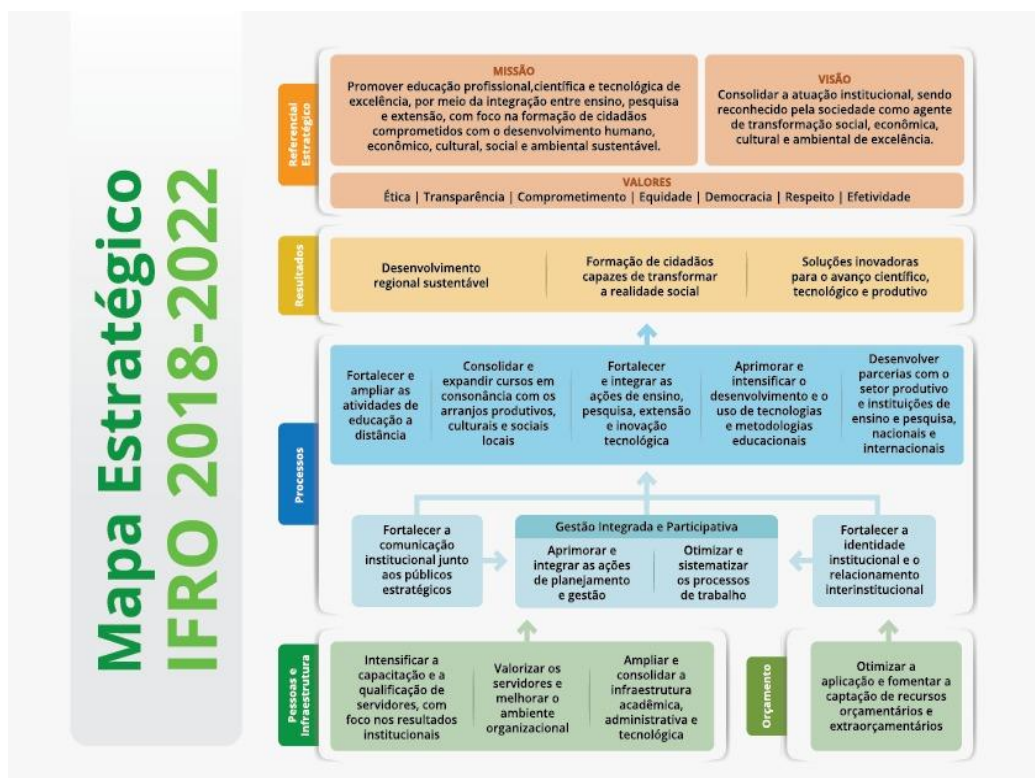 Mapa Estratégico
IFRO 2018-2022
Referencial
Estratégico
MISSÃO
Promover educação profissional,científica e tecnológica de
excelência, por meio da integração entre ensino, pesquisa
e extensão, com foco na formação de cidadãos
comprometidos com o desenvolvimento humano,
econômico, cultural, social e ambiental sustentável.
VISÃO
Consolidar a atuação institucional, sendo
reconhecido pela sociedade como agente
de transformação social, econômica,
cultural e ambiental de excelência.
VALORES
Ética | Transparência | Comprometimento | Equidade | Democracia | Respeito | Efetividade
Resultados
Desenvolvimento
regional sustentável
Formação de cidadãos
capazes de transformar
a realidade social
Soluções inovadoras
para o avanço científico,
tecnológico e produtivo
Processos
Fortalecer e
ampliar as
atividades de
educação a
distância
Consolidar e
expandir cursos em
consonância com os
arranjos produtivos,
culturais e sociais
locais
Fortalecer
e integrar as
ações de ensino,
pesquisa, extensão
e inovação
tecnológica
Aprimorar e
intensificar o
desenvolvimento e o
uso de tecnologias
e metodologias
educacionais
Desenvolver
parcerias com o
setor produtivo
e instituições de
ensino e pesquisa,
nacionais e
internacionais
Fortalecer a
comunicação
institucional junto
aos públicos
estratégicos
Gestão Integrada e Participativa
Aprimorar e
integrar as ações
de planejamento
e gestão
Otimizar e
sistematizar
os processos
de trabalho
Fortalecer a
identidade
institucional e o
relacionamento
interinstitucional
Pessoas e
Infraestrutura
Intensificar a
capacitação e a
qualificação de
servidores, com
foco nos resultados
institucionais
Valorizar os
servidores e
melhorar o
ambiente
organizacional
Ampliar e
consolidar a
infraestrutura
acadêmica,
administrativa e
tecnológica
Orçamento
Otimizar a
aplicação e fomentar a
captação de recursos
orçamentários e
extraorçamentários